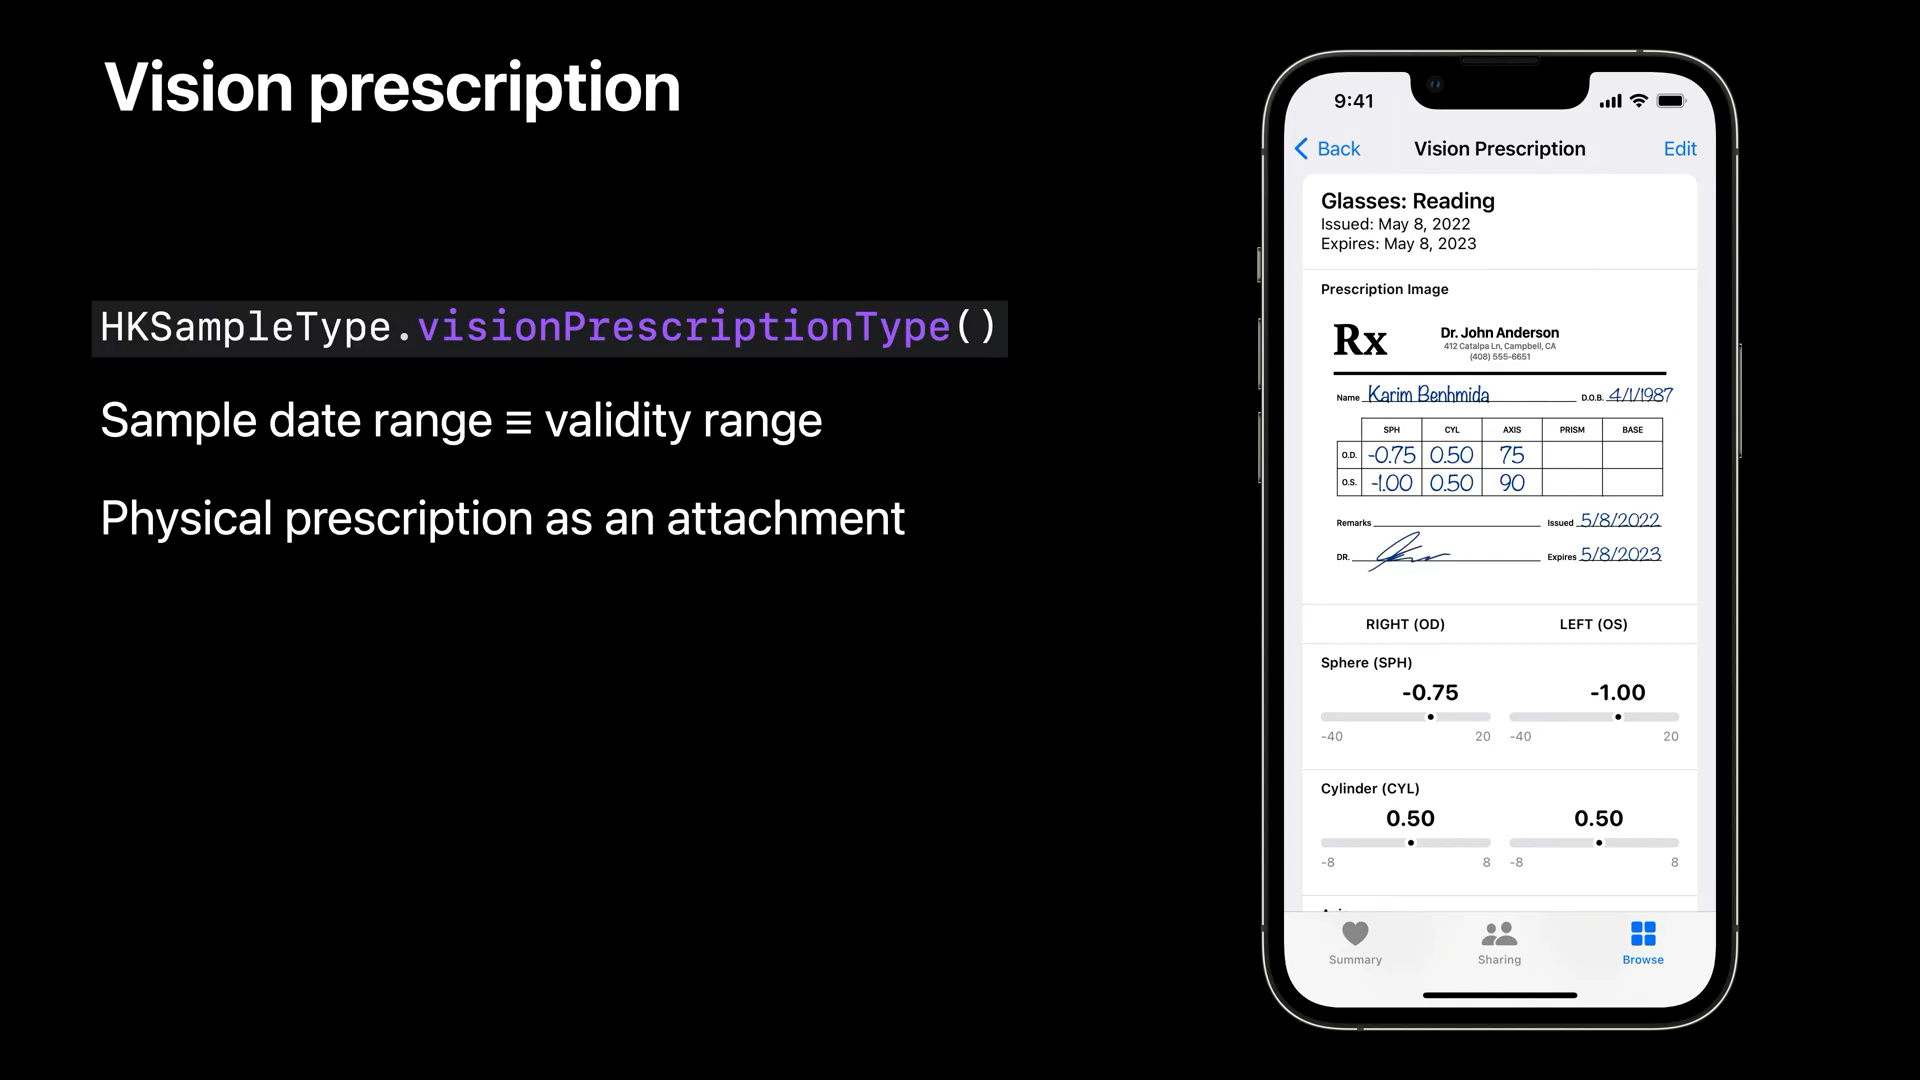 Vision prescription
HKSampleType.visionPrescriptionType()
Sample date range ≡ validity range
Physical prescription as an attachment
9:41
Back Vision Prescription Edit
Glasses: Reading
Issued: May 8, 2022
Expires: May 8, 2023
Prescription Image
Rx
Dr. John Anderson
412 Catalpa Ln, Campbell, CA
(408) 555-6651
Name Karim Benhmida D.O.B. 4/1/1987
SPH CYL AXIS PRISM BASE
O.D. -0.75 0.50 75
O.S. -1.00 0.50 90
Remarks Issued 5/8/2022
DR. Expires 5/8/2023
RIGHT (OD) LEFT (OS)
Sphere (SPH)
-0.75 -1.00
-40 20 -40 20
Cylinder (CYL)
0.50 0.50
-8 8 -8 8
Summary Sharing Browse